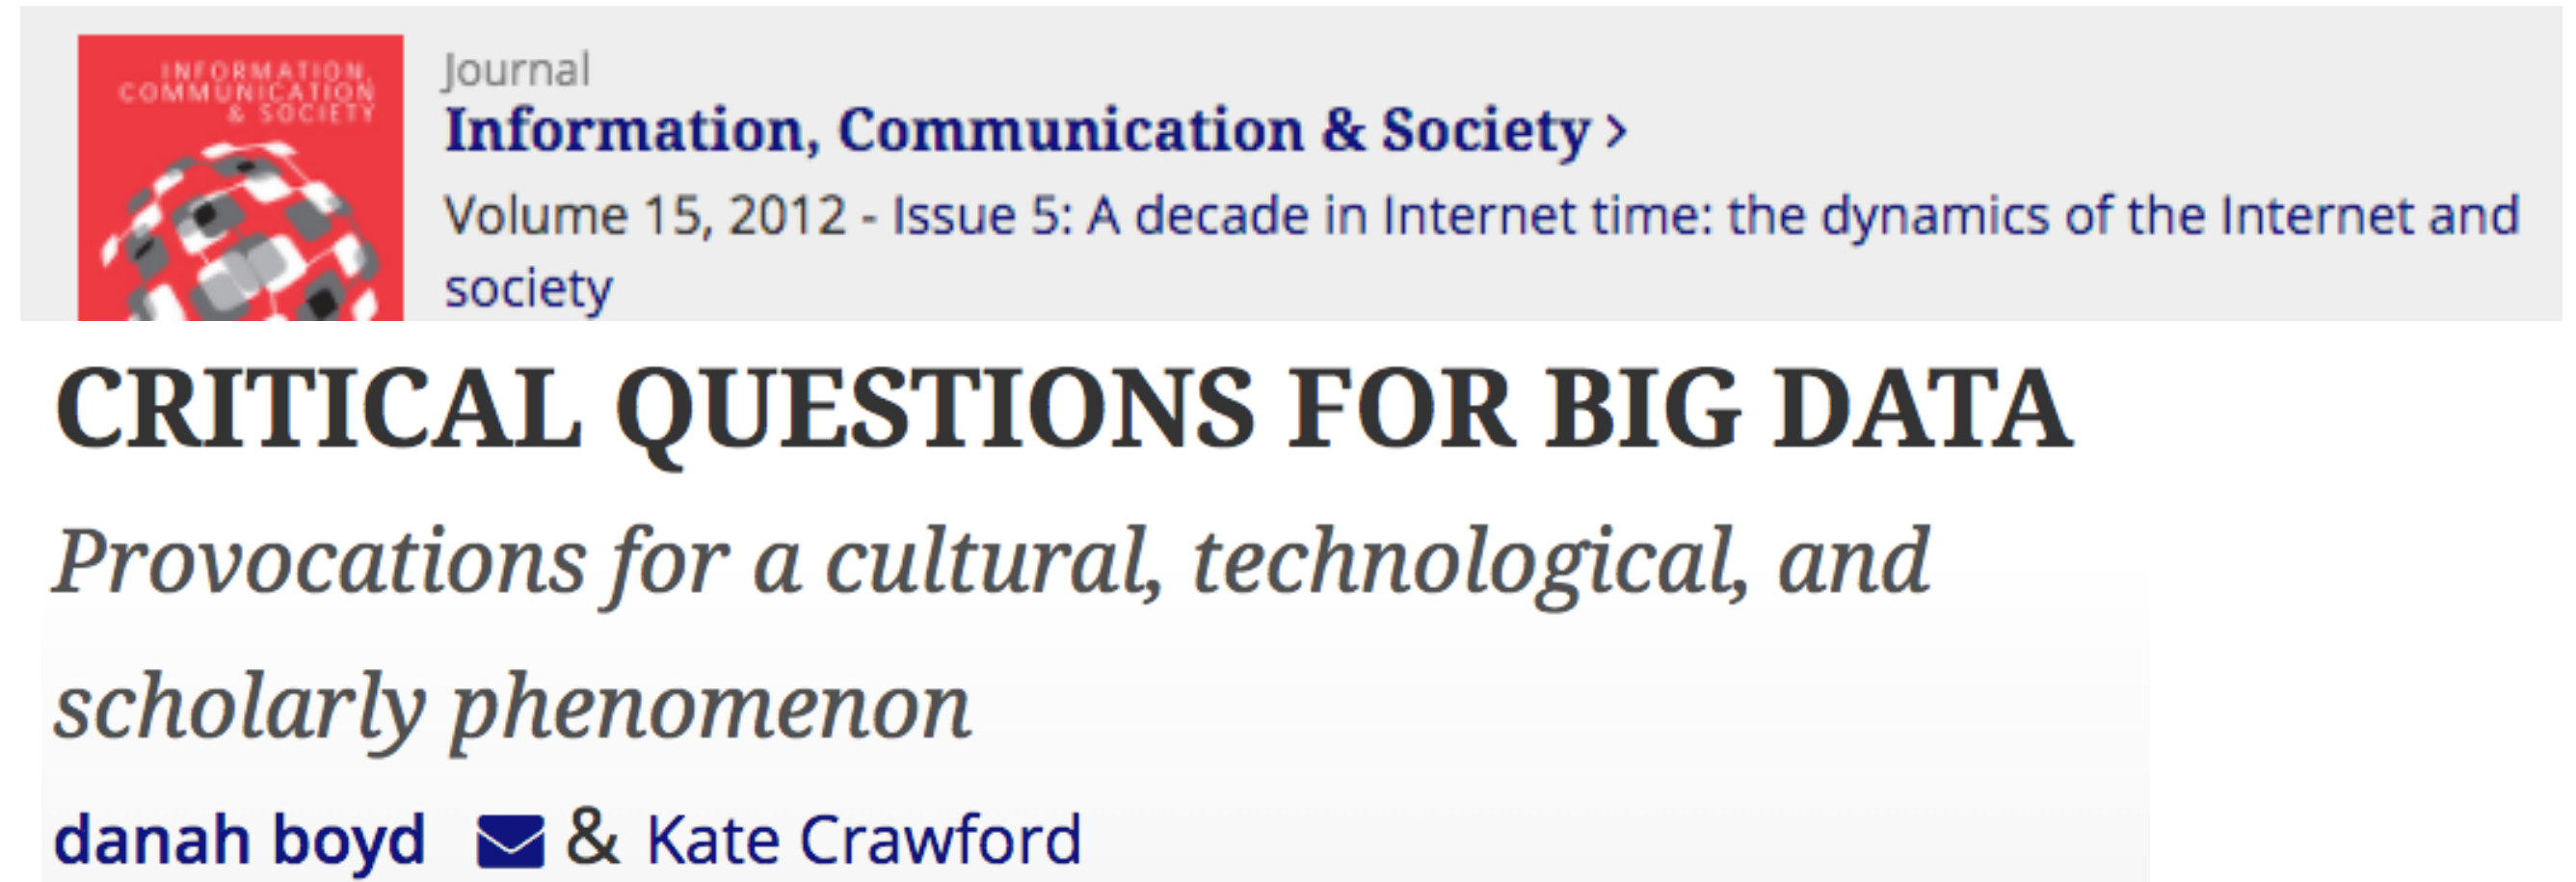 INFORMATION,
COMMUNICATION
& SOCIETY
Journal
Information, Communication & Society >
Volume 15, 2012 - Issue 5: A decade in Internet time: the dynamics of the Internet and
society
CRITICAL QUESTIONS FOR BIG DATA
Provocations for a cultural, technological, and
scholarly phenomenon
danah boyd & Kate Crawford